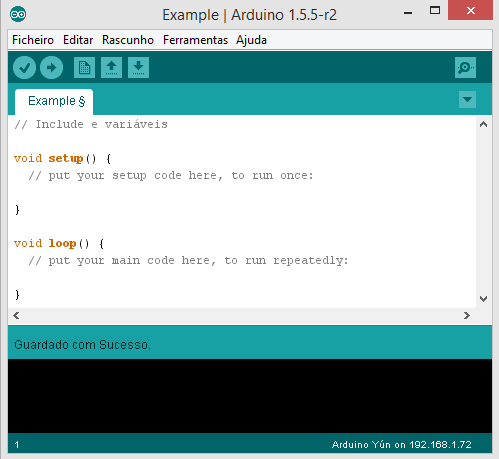 Example | Arduino 1.5.5-r2
Ficheiro Editar Rascunho Ferramentas Ajuda
Example §
// Include e variáveis
void setup() {
// put your setup code here, to run once:
}
void loop() {
// put your main code here, to run repeatedly:
}
Guardado com Sucesso.
1 Arduino Yún on 192.168.1.72